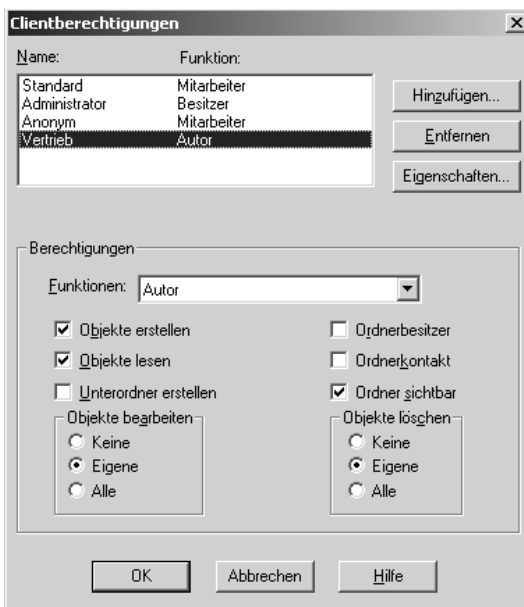 Clientberechtigungen
Name: Funktion:
Standard Mitarbeiter
Administrator Besitzer
Anonym Mitarbeiter
Vertrieb Autor
Hinzufügen...
Entfernen
Eigenschaften...
Berechtigungen
Funktionen: Autor
Objekte erstellen Ordnerbesitzer
Objekte lesen Ordnerkontakt
Unterordner erstellen Ordner sichtbar
Objekte bearbeiten Objekte löschen
Keine Keine
Eigene Eigene
Alle Alle
OK Abbrechen Hilfe